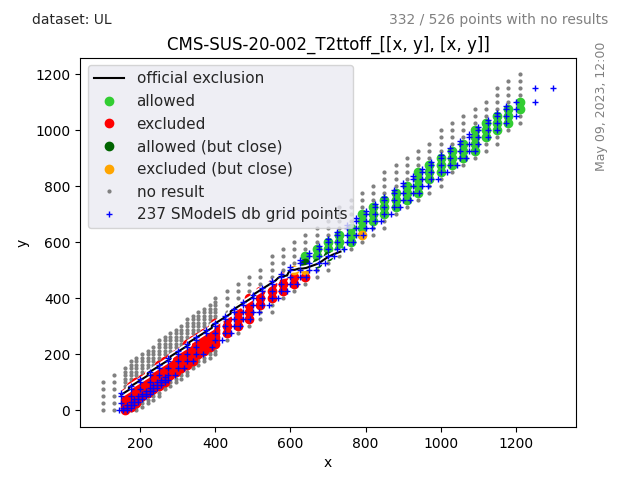 dataset: UL
332 / 526 points with no results
CMS-SUS-20-002_T2ttoff_[[x, y], [x, y]]
May 09, 2023, 12:00
official exclusion
allowed
excluded
allowed (but close)
excluded (but close)
no result
237 SModelS db grid points
1200
1000
800
600
400
200
0
y
200 400 600 800 1000 1200
x